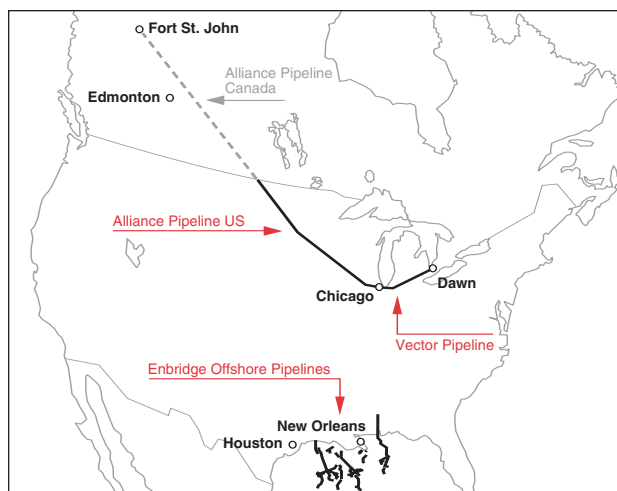 Fort St. John
Alliance Pipeline
Canada
Edmonton
Alliance Pipeline US
Dawn
Chicago
Vector Pipeline
Enbridge Offshore Pipelines
New Orleans
Houston